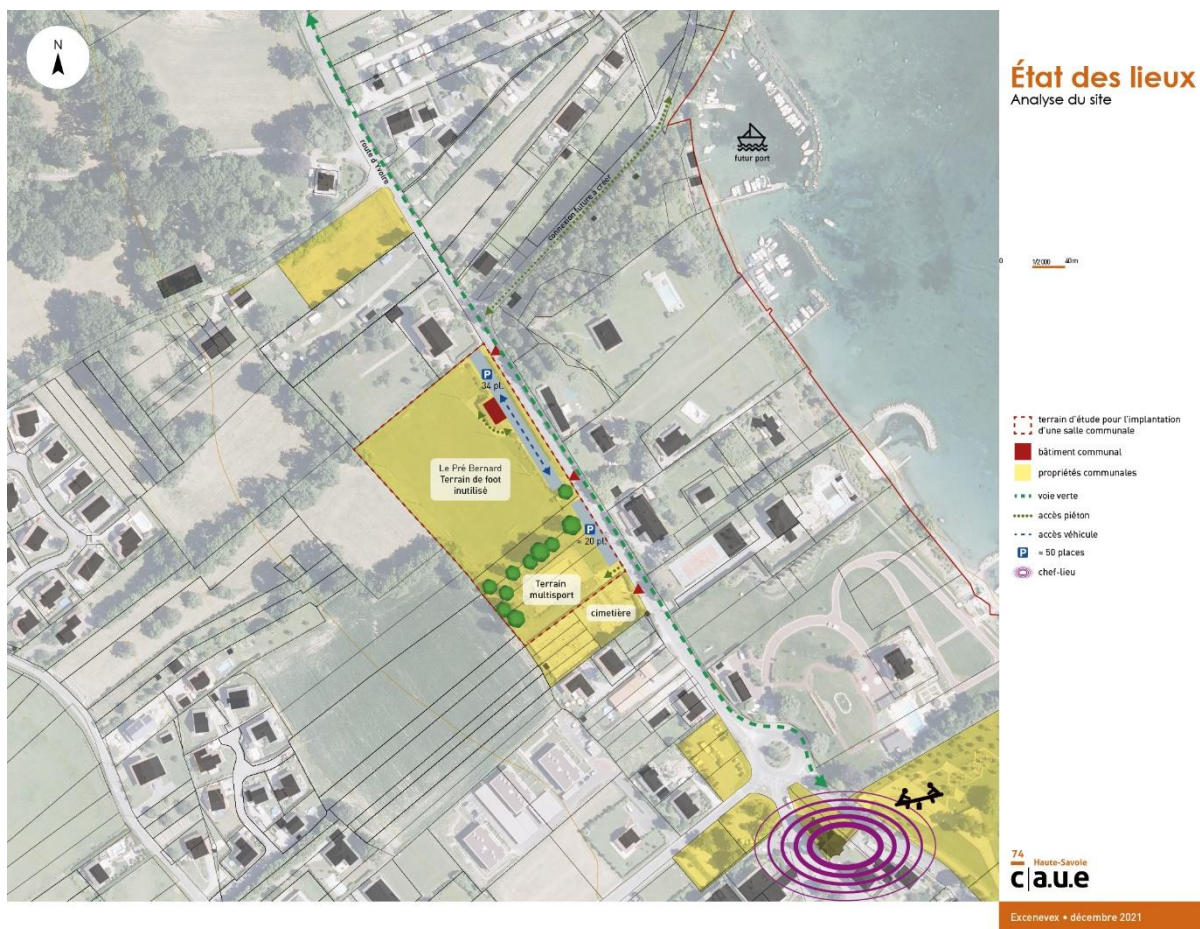 N
État des lieux
Analyse du site
route d'Yvoire
futur port
connexion future à créer
0 1/2000 40m
P
34 pl.
Le Pré Bernard
Terrain de foot
inutilisé
P
≈ 20 pl.
Terrain
multisport
cimetière
terrain d'étude pour l'implantation
d'une salle communale
bâtiment communal
propriétés communales
voie verte
accès piéton
accès véhicule
P ≈ 50 places
chef-lieu
74
Haute-Savoie
c|a.u.e
Excenevex • décembre 2021